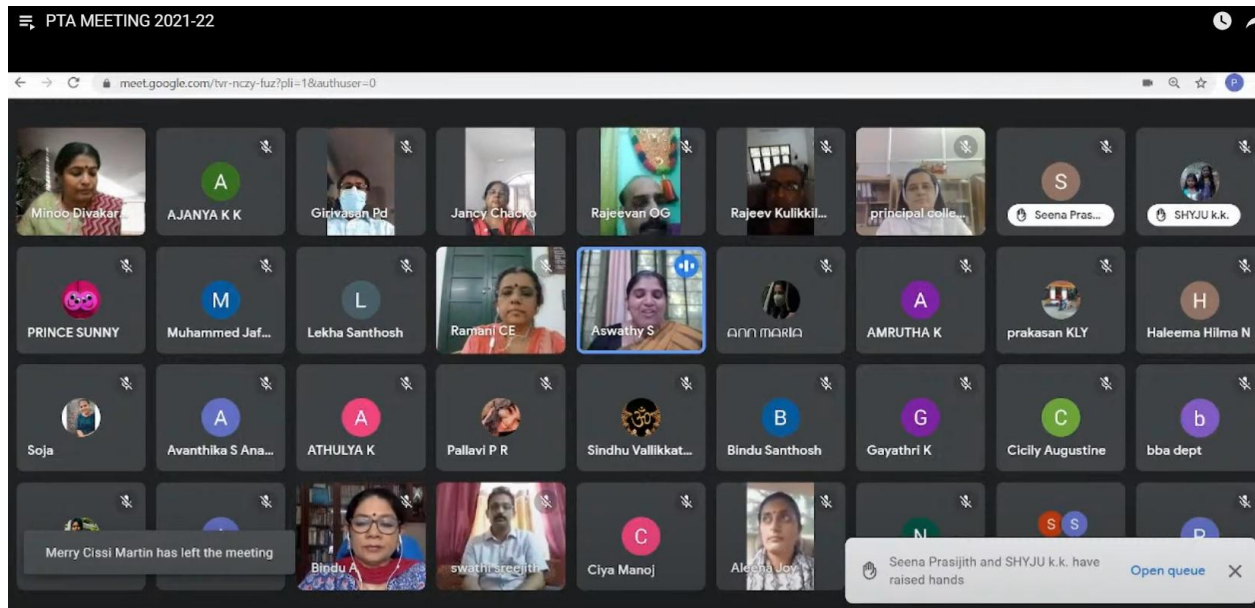 PTA MEETING 2021-22
meet.google.com/tvr-nczy-fuz?pli=1&authuser=0
P
Minoo Divakar...
A
AJANYA K K
Girivasan Pd
Jancy Chacko
Rajeevan OG
Rajeev Kulikkil...
principal colle...
S
Seena Pras...
SHYJU k.k.
PRINCE SUNNY
M
Muhammed Jaf...
L
Lekha Santhosh
Ramani CE
Aswathy S
ann maria
A
AMRUTHA K
prakasan KLY
H
Haleema Hilma N
Soja
A
Avanthika S Ana...
A
ATHULYA K
Pallavi P R
Sindhu Vallikkat...
B
Bindu Santhosh
G
Gayathri K
C
Cicily Augustine
b
bba dept
Merry Cissi Martin has left the meeting
Bindu A
swathi sreejith
C
Ciya Manoj
Aleena Joy
N
S S
Seena Prasijith and SHYJU k.k. have
raised hands
Open queue